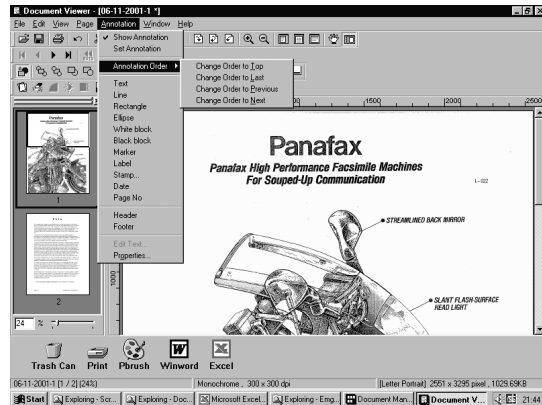 Document Viewer - [06-11-2001-1 *]
File Edit View Page Annotation Window Help
Show Annotation
Set Annotation
Annotation Order
Change Order to Top
Change Order to Last
Change Order to Previous
Change Order to Next
Text
Line
Rectangle
Ellipse
White block
Black block
Marker
Label
Stamp...
Date
Page No
Header
Footer
Edit Text...
Properties...
1500 2000 2500
Panafax
Panafax High Performance Facsimile Machines
For Souped-Up Communication
L-122
STREAMLINED BACK MIRROR
SLANT FLASH-SURFACE
HEAD LIGHT
Panafax
1
2
1000
24 %
Trash Can Print Pbrush Winword Excel
06-11-2001-1 [1 / 2] (24%) Monochrome , 300 x 300 dpi [Letter Portrait] 2551 x 3295 pixel , 1029.69KB
Start Exploring - Scr... Exploring - Doc... Microsoft Excel... Exploring - Emg... Document Man... Document V... 21:44